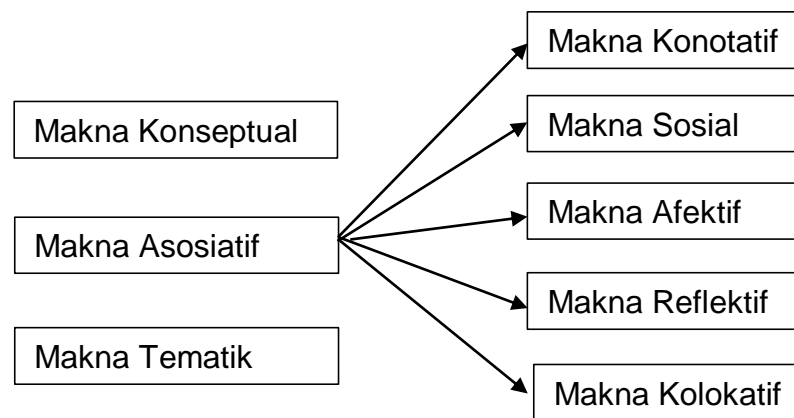 Makna Konseptual
Makna Asosiatif
Makna Tematik
Makna Konotatif
Makna Sosial
Makna Afektif
Makna Reflektif
Makna Kolokatif